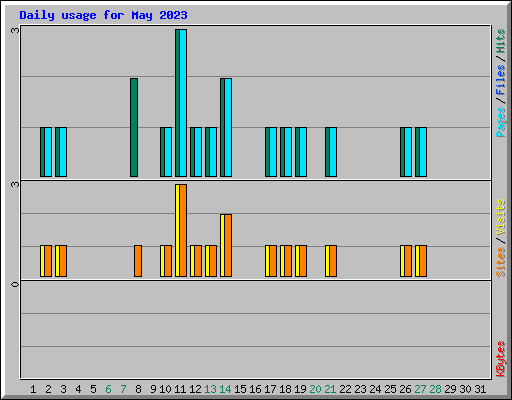 Daily usage for May 2023
3
Pages / Files / Hits
3
Sites / Visits
0
KBytes
1 2 3 4 5 6 7 8 9 10 11 12 13 14 15 16 17 18 19 20 21 22 23 24 25 26 27 28 29 30 31